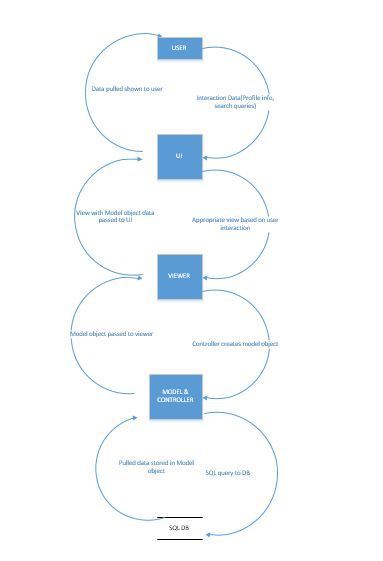 USER
Data pulled shown to user
Interaction Data(Profile info,
search queries)
UI
View with Model object data
passed to UI
Appropriate view based on user
interaction
VIEWER
Model object passed to viewer
Controller creates model object
MODEL &
CONTROLLER
Pulled data stored in Model
object
SQL query to DB
SQL DB